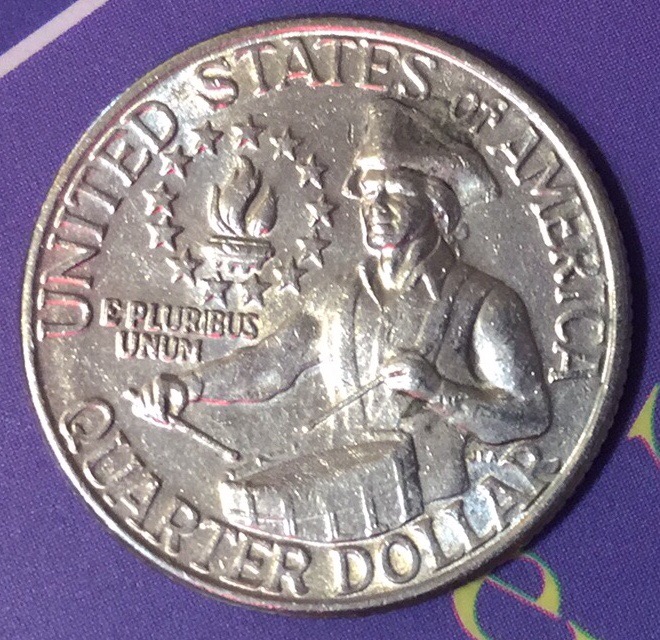 UNITED STATES OF AMERICA
E PLURIBUS
UNUM
QUARTER DOLLAR